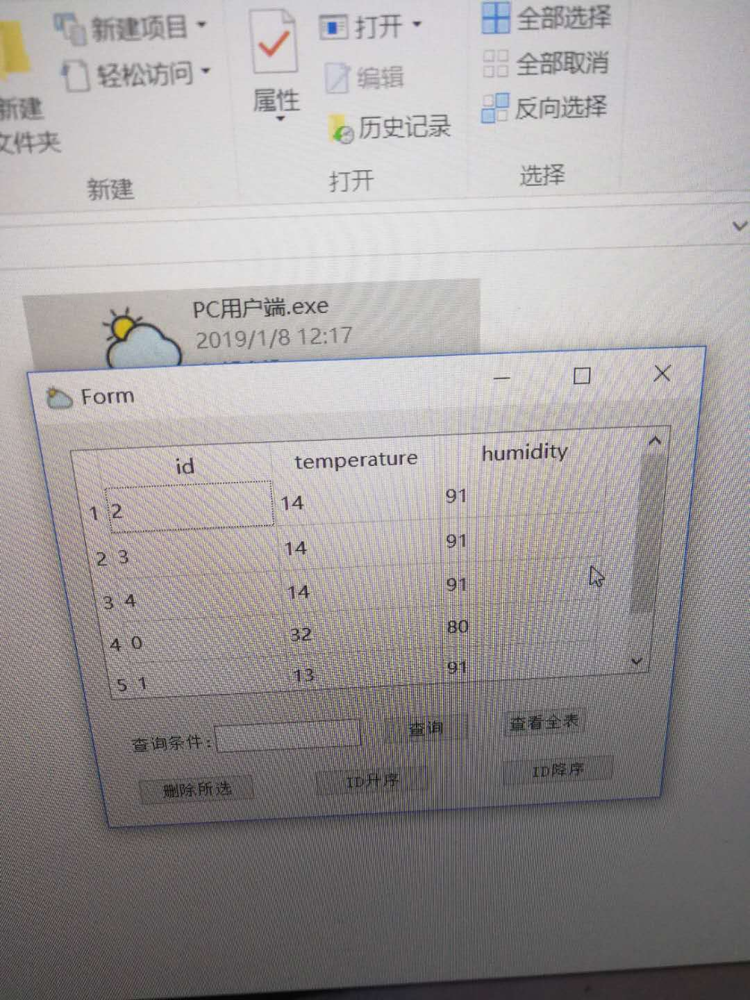 新建项目
轻松访问
新建
文件夹
新建
属性
打开
编辑
历史记录
打开
全部选择
全部取消
反向选择
选择
PC用户端.exe
2019/1/8 12:17
Form
id temperature humidity
1 2 14 91
2 3 14 91
3 4 14 91
4 0 32 80
5 1 13 91
查询条件: 查询 查看全表
删除所选 ID升序 ID降序